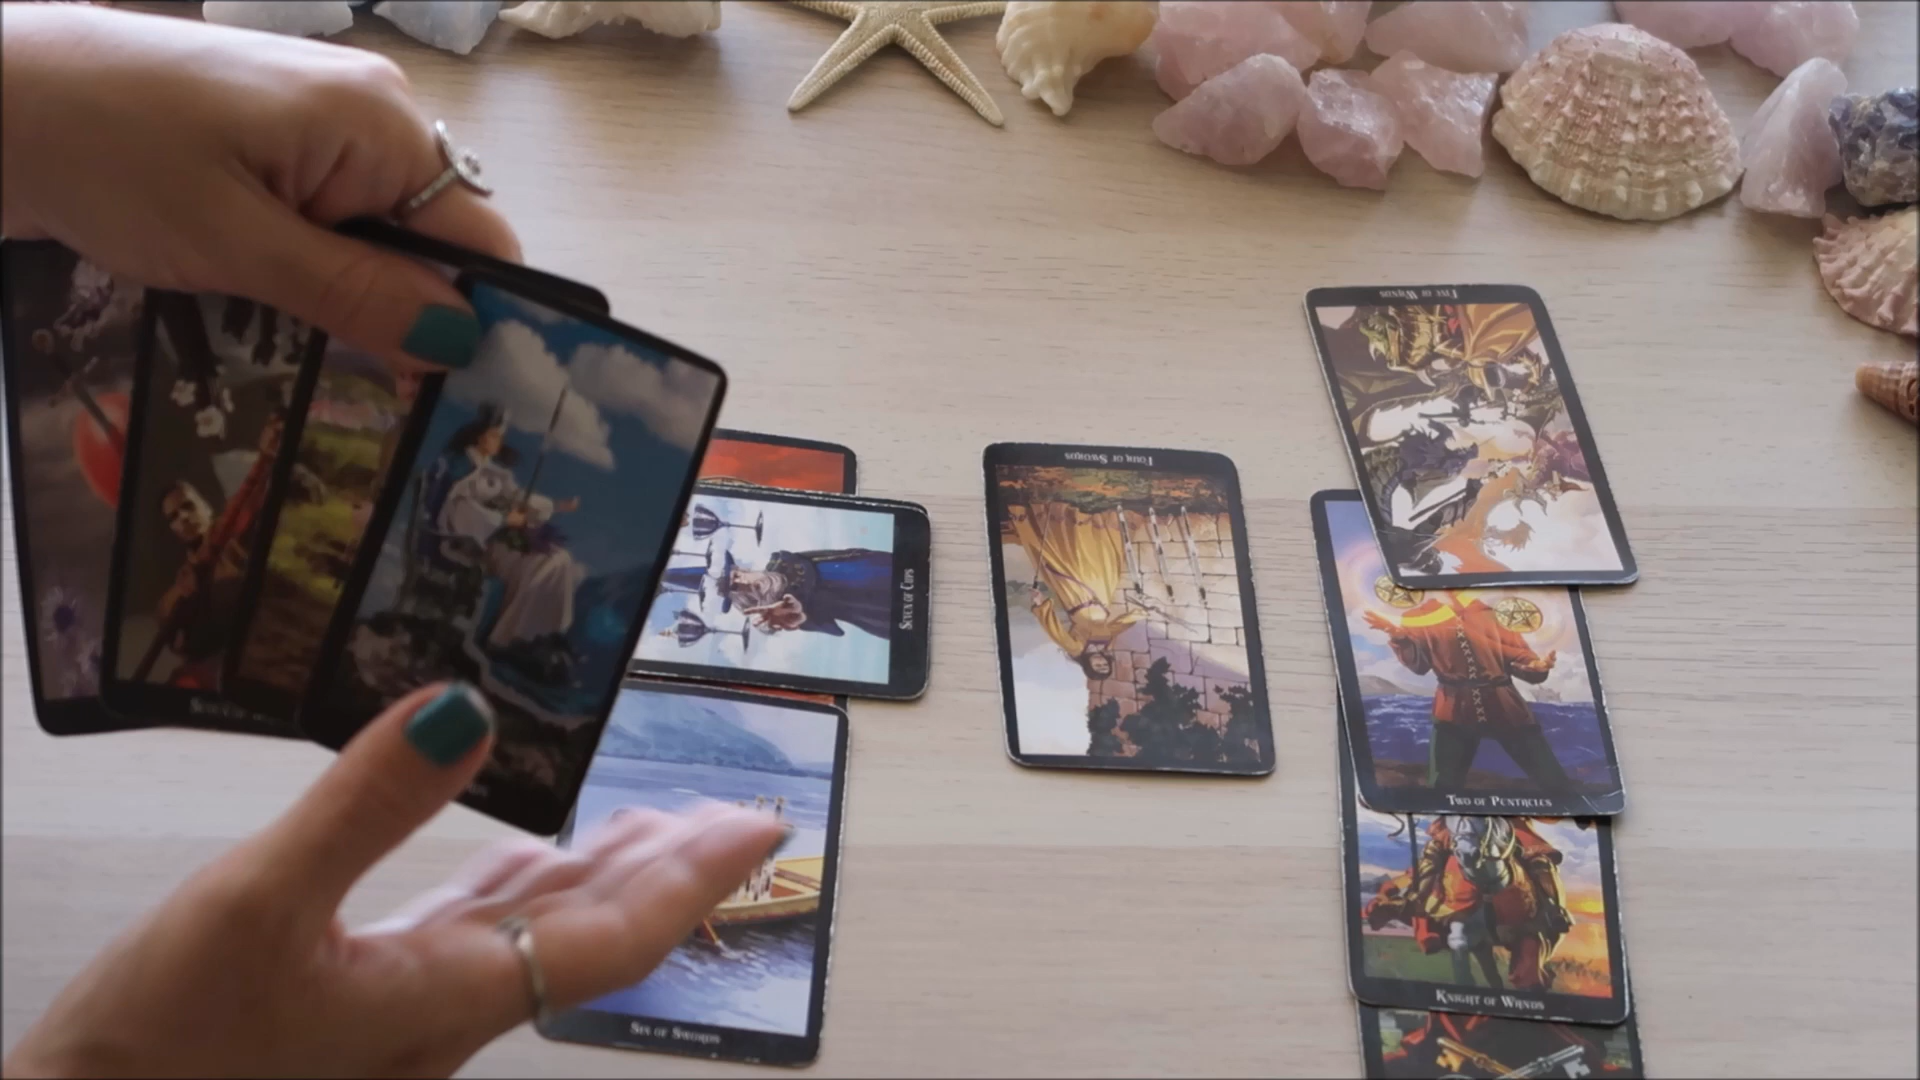 Five of Wands
Four of Swords
Seven of Cups
Two of Pentacles
Knight of Wands
Six of Swords